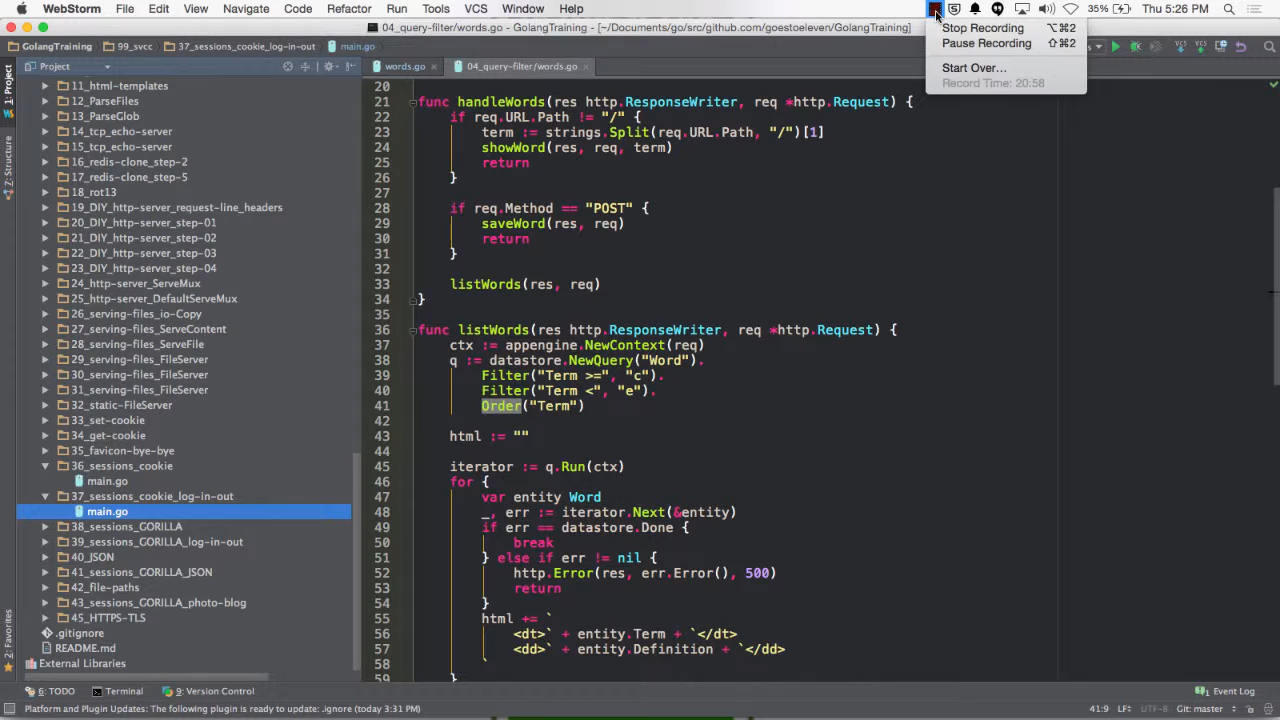 WebStorm File Edit View Navigate Code Refactor Run Tools VCS Window Help 35% Thu 5:26 PM
04_query-filter/words.go - GolangTraining - [~/Documents/go/src/github.com/goestoeleven/GolangTraining]
Stop Recording ⌥⌘2
Pause Recording ⇧⌘2
Start Over…
Record Time: 20:58
GolangTraining 99_svcc 37_sessions_cookie_log-in-out main.go
Project
words.go
04_query-filter/words.go
1: Project
7: Structure
2: Favorites
11_html-templates
12_ParseFiles
13_ParseGlob
14_tcp_echo-server
15_tcp_echo-server
16_redis-clone_step-2
17_redis-clone_step-5
18_rot13
19_DIY_http-server_request-line_headers
20_DIY_http-server_step-01
21_DIY_http-server_step-02
22_DIY_http-server_step-03
23_DIY_http-server_step-04
24_http-server_ServeMux
25_http-server_DefaultServeMux
26_serving-files_io-Copy
27_serving-files_ServeContent
28_serving-files_ServeFile
29_serving-files_FileServer
30_serving-files_FileServer
31_serving-files_FileServer
32_static-FileServer
33_set-cookie
34_get-cookie
35_favicon-bye-bye
36_sessions_cookie
main.go
37_sessions_cookie_log-in-out
main.go
38_sessions_GORILLA
39_sessions_GORILLA_log-in-out
40_JSON
41_sessions_GORILLA_JSON
42_file-paths
43_sessions_GORILLA_photo-blog
45_HTTPS-TLS
.gitignore
README.md
External Libraries
20
21 func handleWords(res http.ResponseWriter, req *http.Request) {
22 if req.URL.Path != "/" {
23 term := strings.Split(req.URL.Path, "/")[1]
24 showWord(res, req, term)
25 return
26 }
27
28 if req.Method == "POST" {
29 saveWord(res, req)
30 return
31 }
32
33 listWords(res, req)
34 }
35
36 func listWords(res http.ResponseWriter, req *http.Request) {
37 ctx := appengine.NewContext(req)
38 q := datastore.NewQuery("Word").
39 Filter("Term >=", "c").
40 Filter("Term <", "e").
41 Order("Term")
42
43 html := ""
44
45 iterator := q.Run(ctx)
46 for {
47 var entity Word
48 _, err := iterator.Next(&entity)
49 if err == datastore.Done {
50 break
51 } else if err != nil {
52 http.Error(res, err.Error(), 500)
53 return
54 }
55 html += `
56 <dt>` + entity.Term + `</dt>
57 <dd>` + entity.Definition + `</dd>
58 `
59 }
6: TODO Terminal 9: Version Control 1 Event Log
Platform and Plugin Updates: The following plugin is ready to update: .ignore (today 3:31 PM) 41:9 LF UTF-8 Git: master